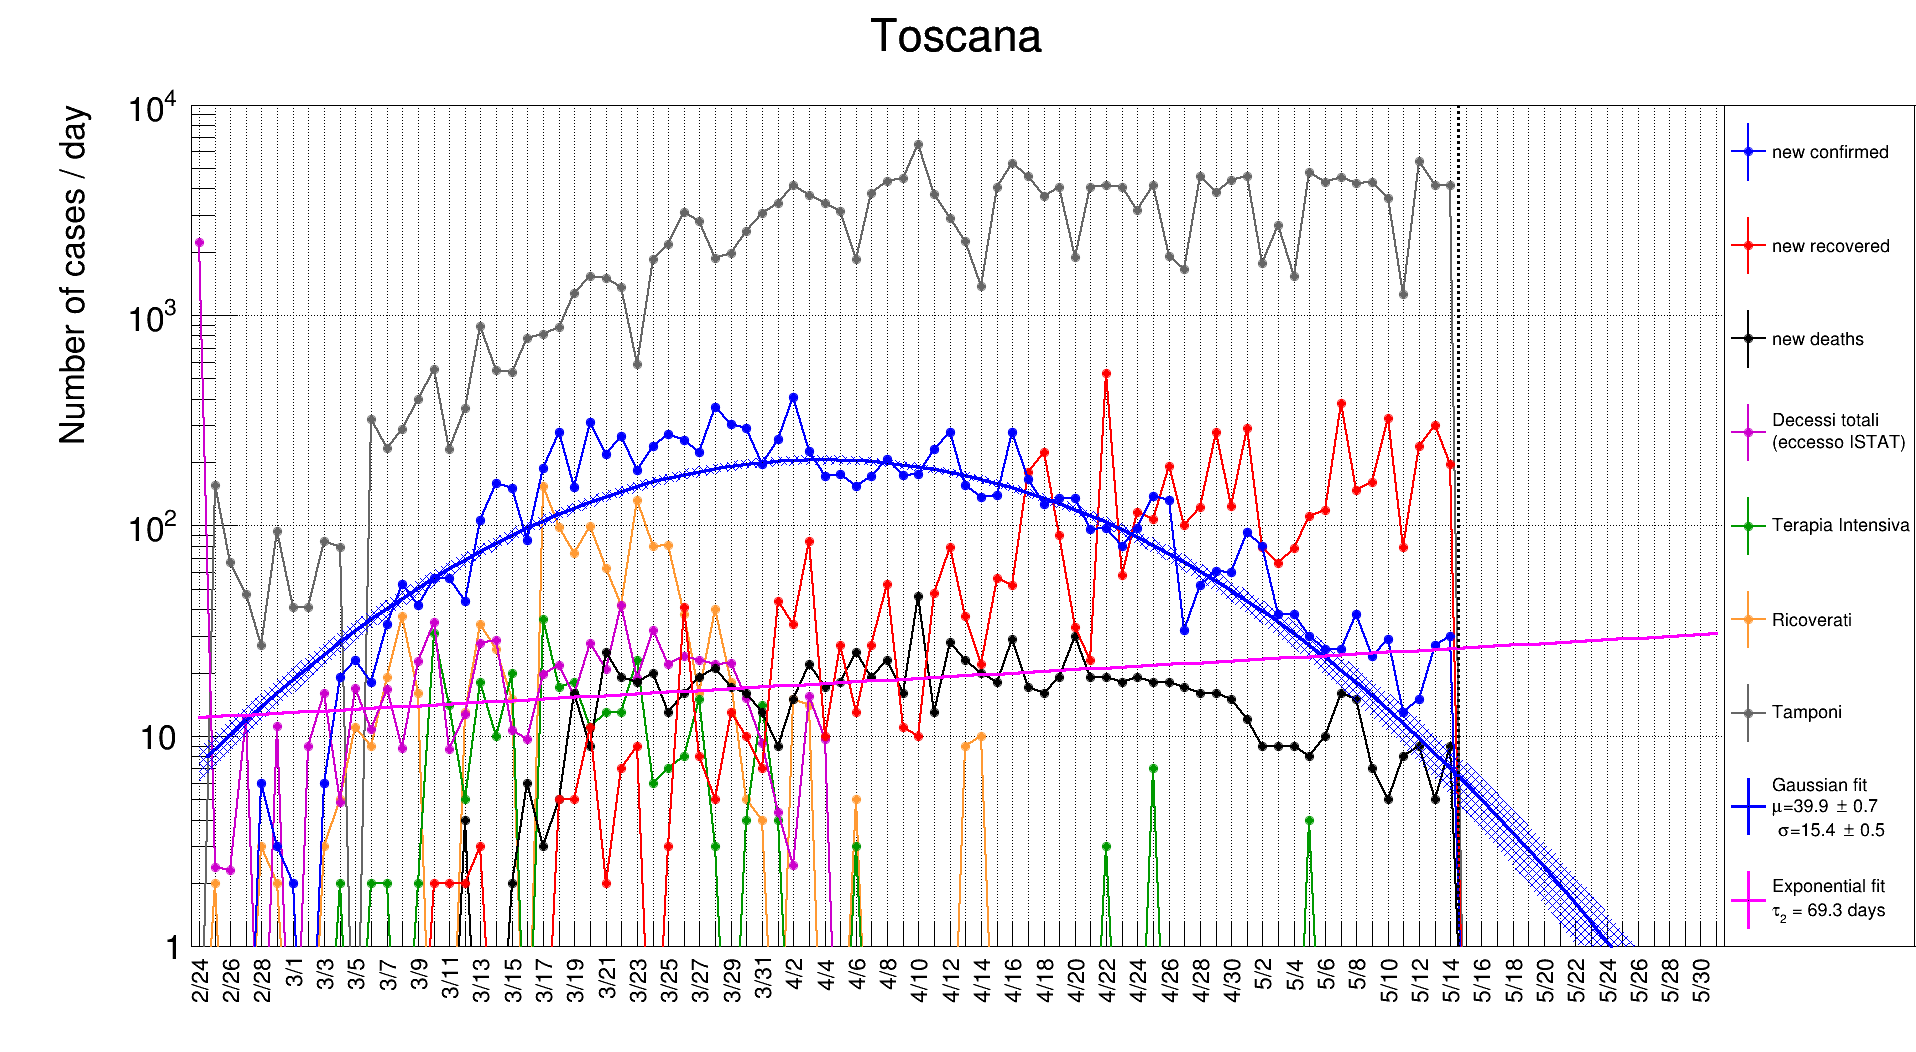 Toscana
Number of cases / day
10⁴
10³
10²
10
1
2/24 2/26 2/28 3/1 3/3 3/5 3/7 3/9 3/11 3/13 3/15 3/17 3/19 3/21 3/23 3/25 3/27 3/29 3/31 4/2 4/4 4/6 4/8 4/10 4/12 4/14 4/16 4/18 4/20 4/22 4/24 4/26 4/28 4/30 5/2 5/4 5/6 5/8 5/10 5/12 5/14 5/16 5/18 5/20 5/22 5/24 5/26 5/28 5/30
new confirmed
new recovered
new deaths
Decessi totali
(eccesso ISTAT)
Terapia Intensiva
Ricoverati
Tamponi
Gaussian fit
μ=39.9 ± 0.7
σ=15.4 ± 0.5
Exponential fit
τ₂ = 69.3 days